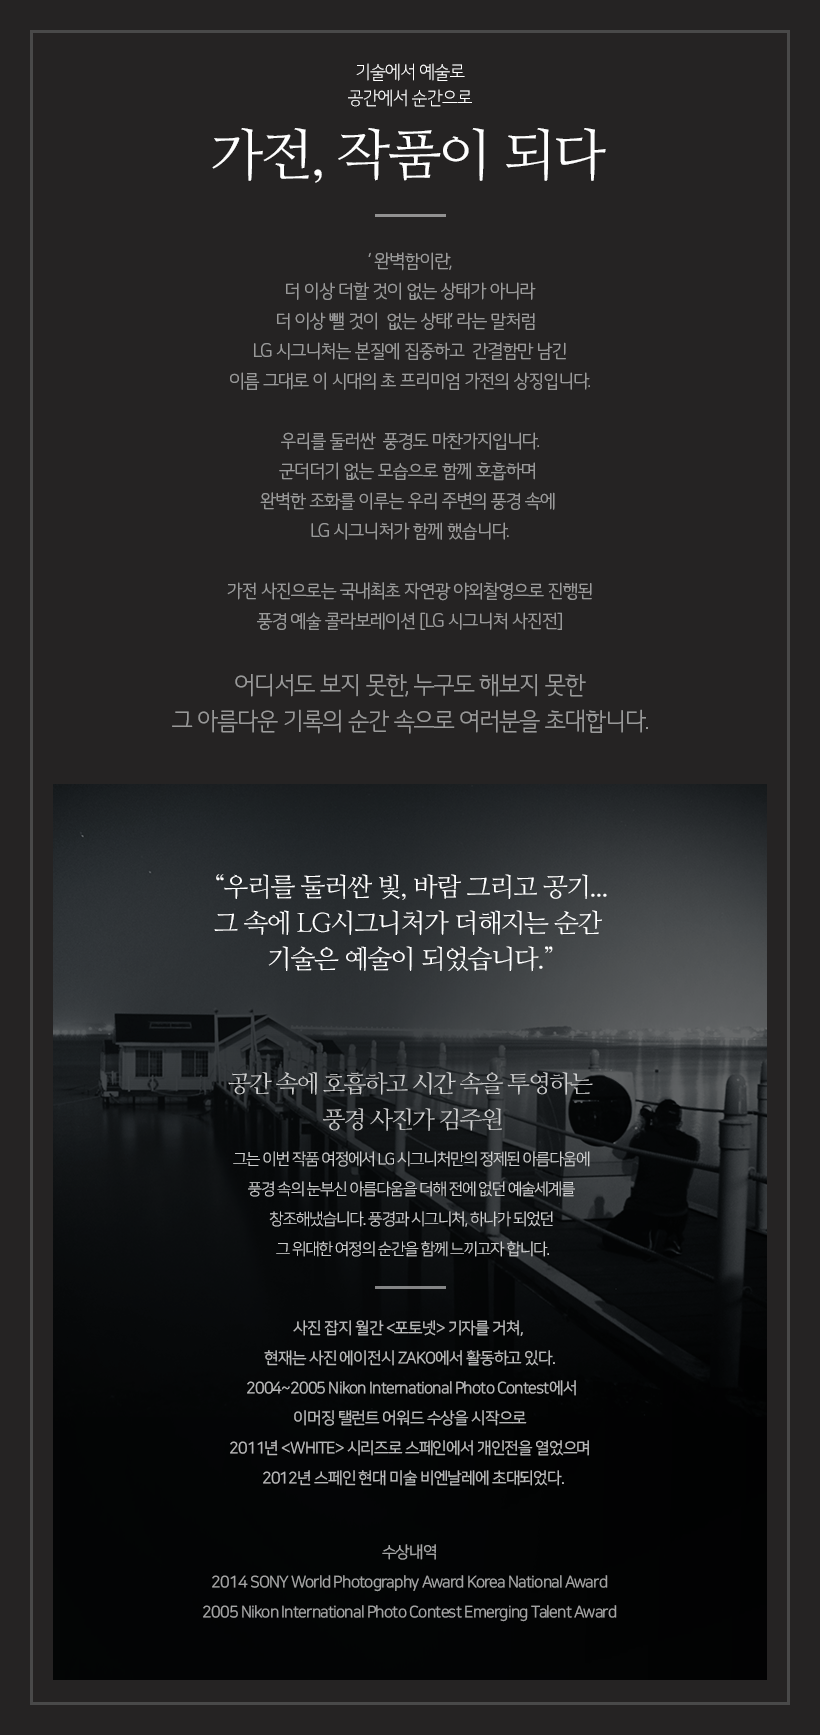 기술에서 예술로
공간에서 순간으로
가전, 작품이 되다
‘ 완벽함이란,
더 이상 더할 것이 없는 상태가 아니라
더 이상 뺄 것이 없는 상태’ 라는 말처럼
LG 시그니처는 본질에 집중하고 간결함만 남긴
이름 그대로 이 시대의 초 프리미엄 가전의 상징입니다.
우리를 둘러싼 풍경도 마찬가지입니다.
군더더기 없는 모습으로 함께 호흡하며
완벽한 조화를 이루는 우리 주변의 풍경 속에
LG 시그니처가 함께 했습니다.
가전 사진으로는 국내최초 자연광 야외촬영으로 진행된
풍경 예술 콜라보레이션 [LG 시그니처 사진전]
어디서도 보지 못한, 누구도 해보지 못한
그 아름다운 기록의 순간 속으로 여러분을 초대합니다.
“우리를 둘러싼 빛, 바람 그리고 공기...
그 속에 LG시그니처가 더해지는 순간
기술은 예술이 되었습니다.”
공간 속에 호흡하고 시간 속을 투영하는
풍경 사진가 김주원
그는 이번 작품 여정에서 LG 시그니처만의 정제된 아름다움에
풍경 속의 눈부신 아름다움을 더해 전에 없던 예술세계를
창조해냈습니다. 풍경과 시그니처, 하나가 되었던
그 위대한 여정의 순간을 함께 느끼고자 합니다.
사진 잡지 월간 <포토넷> 기자를 거쳐,
현재는 사진 에이전시 ZAKO에서 활동하고 있다.
2004~2005 Nikon International Photo Contest에서
이머징 탤런트 어워드 수상을 시작으로
2011년 <WHITE> 시리즈로 스페인에서 개인전을 열었으며
2012년 스페인 현대 미술 비엔날레에 초대되었다.
수상내역
2014 SONY World Photography Award Korea National Award
2005 Nikon International Photo Contest Emerging Talent Award